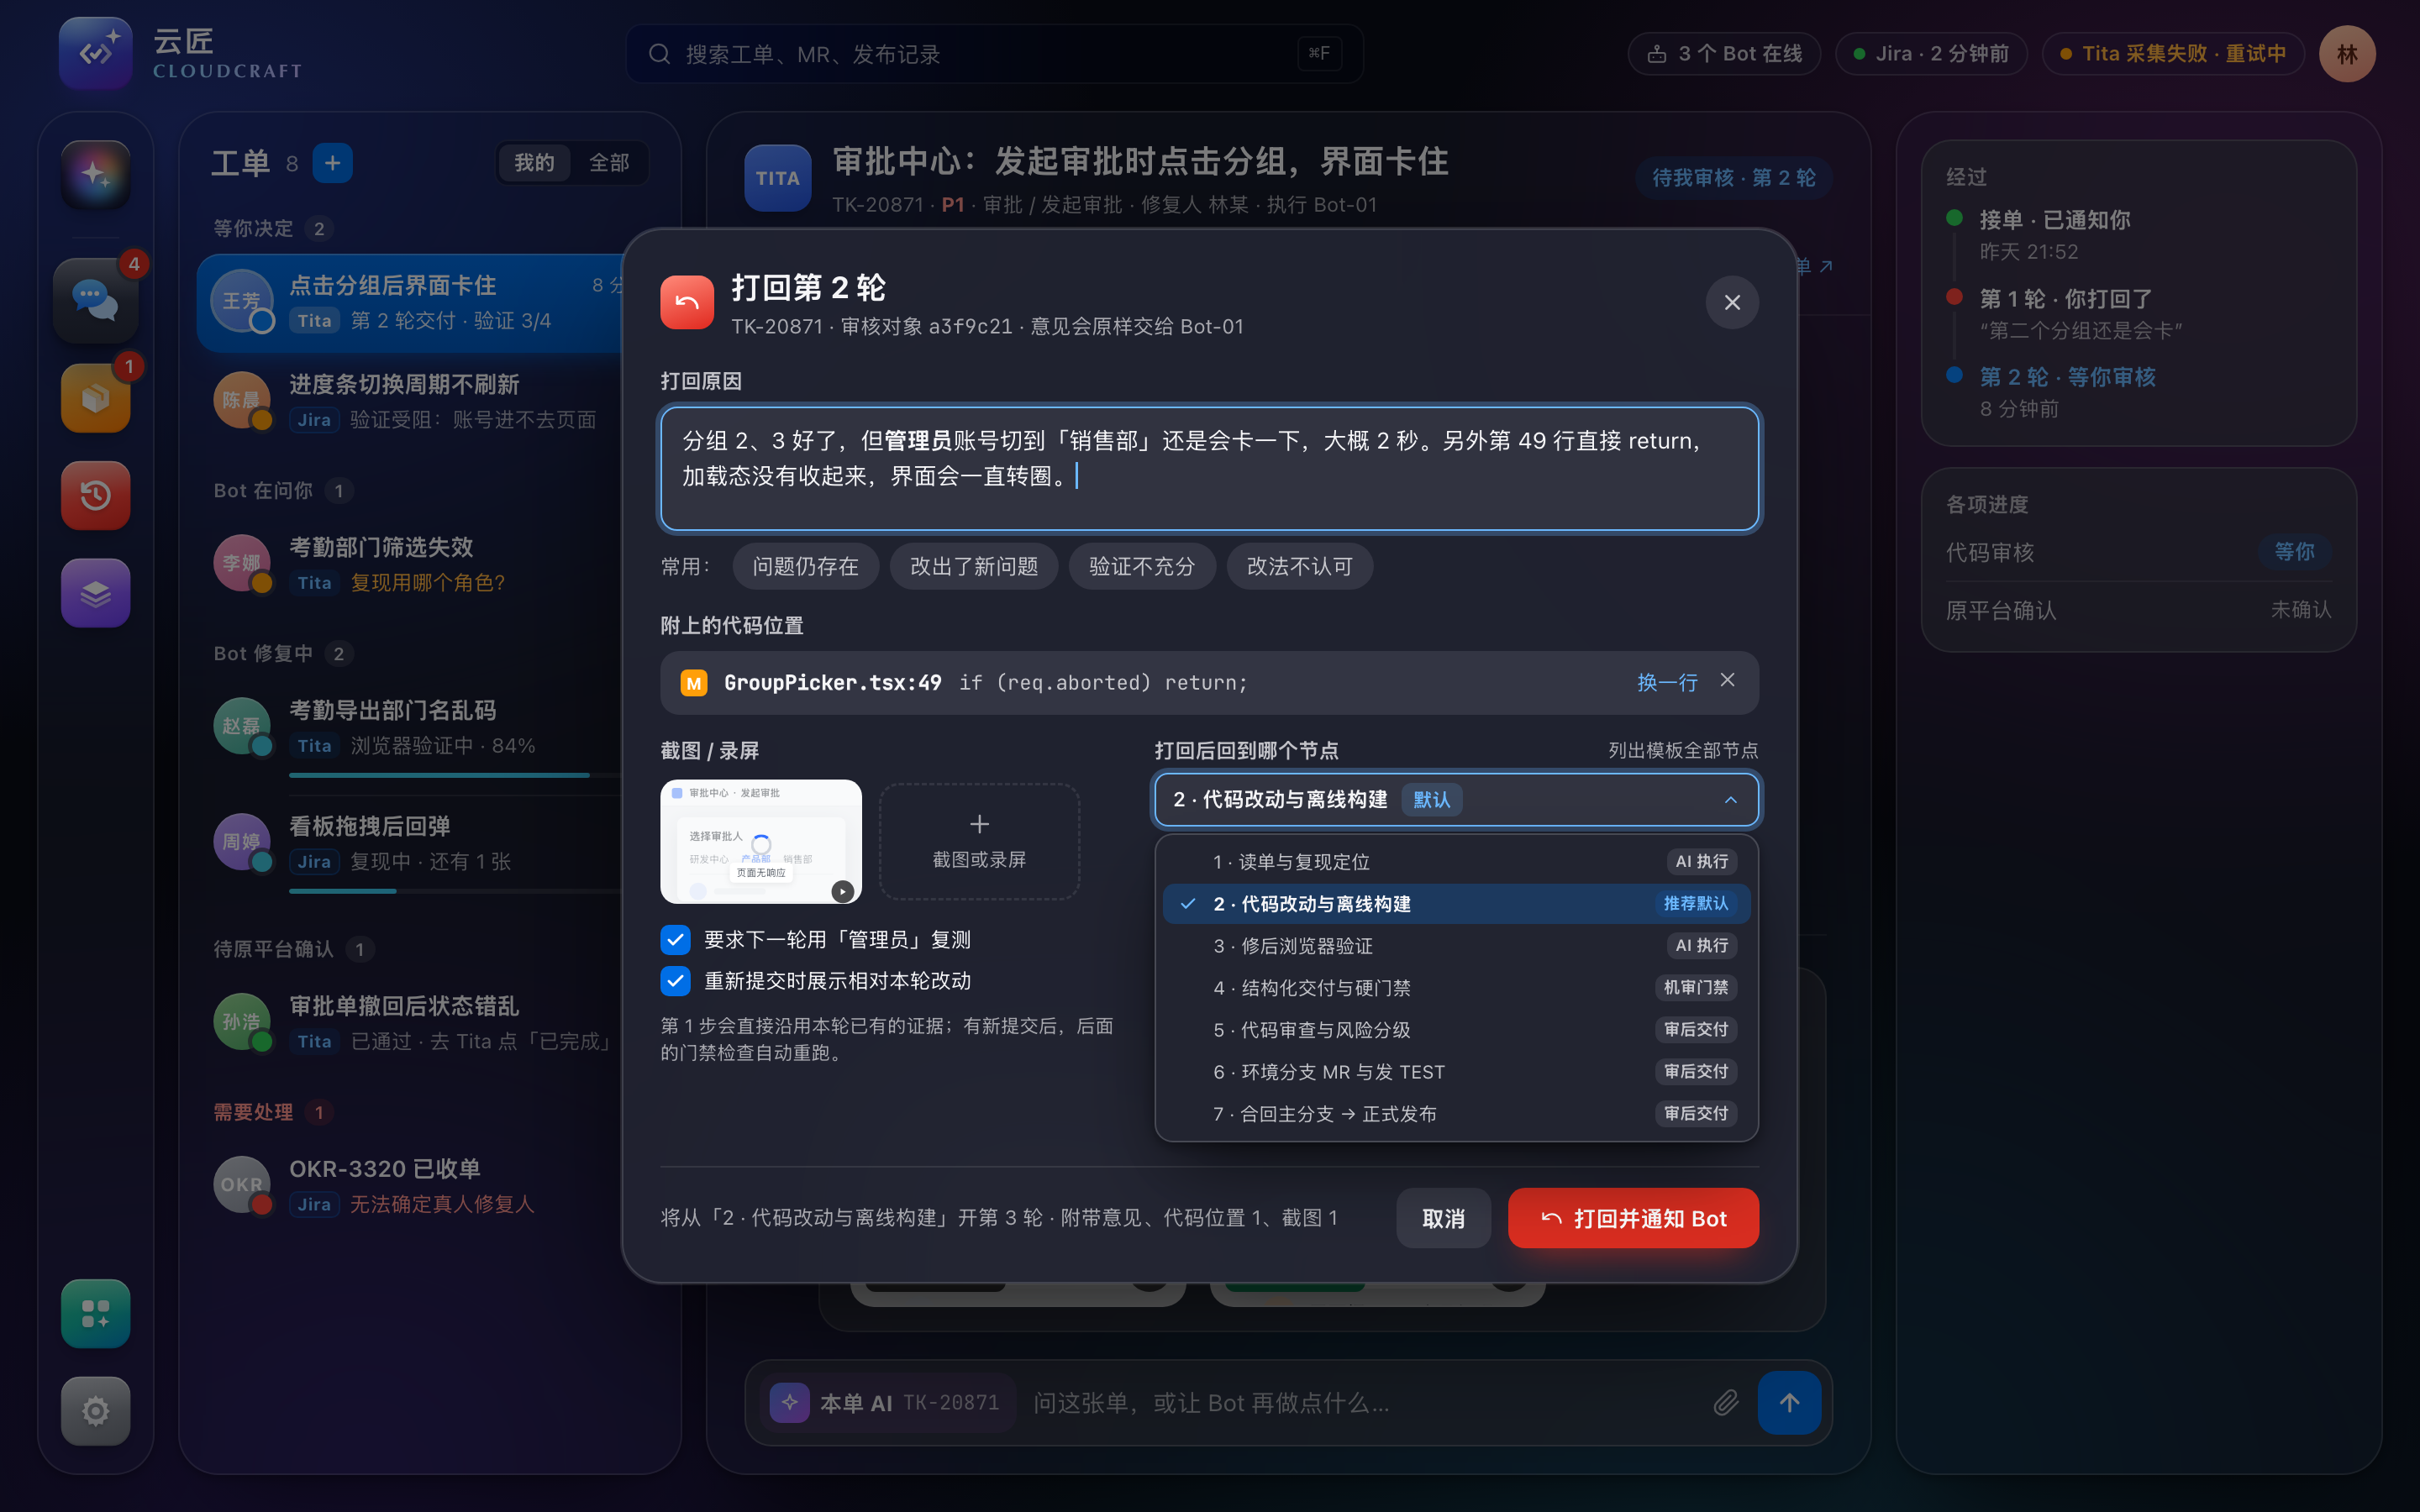 云匠
CLOUDCRAFT
搜索工单、MR、发布记录
⌘F
3 个 Bot 在线
Jira · 2 分钟前
Tita 采集失败 · 重试中
林
4
1
工单 8
+
我的
全部
等你决定 2
王芳
点击分组后界面卡住
8 分
Tita 第 2 轮交付 · 验证 3/4
陈晨
进度条切换周期不刷新
Jira 验证受阻：账号进不去页面
Bot 在问你 1
李娜
考勤部门筛选失效
Tita 复现用哪个角色?
Bot 修复中 2
赵磊
考勤导出部门名乱码
Tita 浏览器验证中 · 84%
周婷
看板拖拽后回弹
Jira 复现中 · 还有 1 张
待原平台确认 1
孙浩
审批单撤回后状态错乱
Tita 已通过 · 去 Tita 点「已完成」
需要处理 1
OKR
OKR-3320 已收单
Jira 无法确定真人修复人
TITA
审批中心：发起审批时点击分组，界面卡住
TK-20871 · P1 · 审批 / 发起审批 · 修复人 林某 · 执行 Bot-01
待我审核 · 第 2 轮
单 ↗
打回第 2 轮
TK-20871 · 审核对象 a3f9c21 · 意见会原样交给 Bot-01
打回原因
分组 2、3 好了，但管理员账号切到「销售部」还是会卡一下，大概 2 秒。另外第 49 行直接 return，
加载态没有收起来，界面会一直转圈。
常用：
问题仍存在
改出了新问题
验证不充分
改法不认可
附上的代码位置
M GroupPicker.tsx:49 if (req.aborted) return;
换一行
截图 / 录屏
审批中心 · 发起审批
选择审批人
研发中心 产品部 销售部
页面无响应
截图或录屏
要求下一轮用「管理员」复测
重新提交时展示相对本轮改动
第 1 步会直接沿用本轮已有的证据；有新提交后，后面
的门禁检查自动重跑。
打回后回到哪个节点
列出模板全部节点
2 · 代码改动与离线构建 默认
1 · 读单与复现定位 AI 执行
2 · 代码改动与离线构建 推荐默认
3 · 修后浏览器验证 AI 执行
4 · 结构化交付与硬门禁 机审门禁
5 · 代码审查与风险分级 审后交付
6 · 环境分支 MR 与发 TEST 审后交付
7 · 合回主分支 → 正式发布 审后交付
将从「2 · 代码改动与离线构建」开第 3 轮 · 附带意见、代码位置 1、截图 1
取消
打回并通知 Bot
本单 AI TK-20871
问这张单，或让 Bot 再做点什么...
经过
接单 · 已通知你
昨天 21:52
第 1 轮 · 你打回了
“第二个分组还是会卡”
第 2 轮 · 等你审核
8 分钟前
各项进度
代码审核 等你
原平台确认 未确认